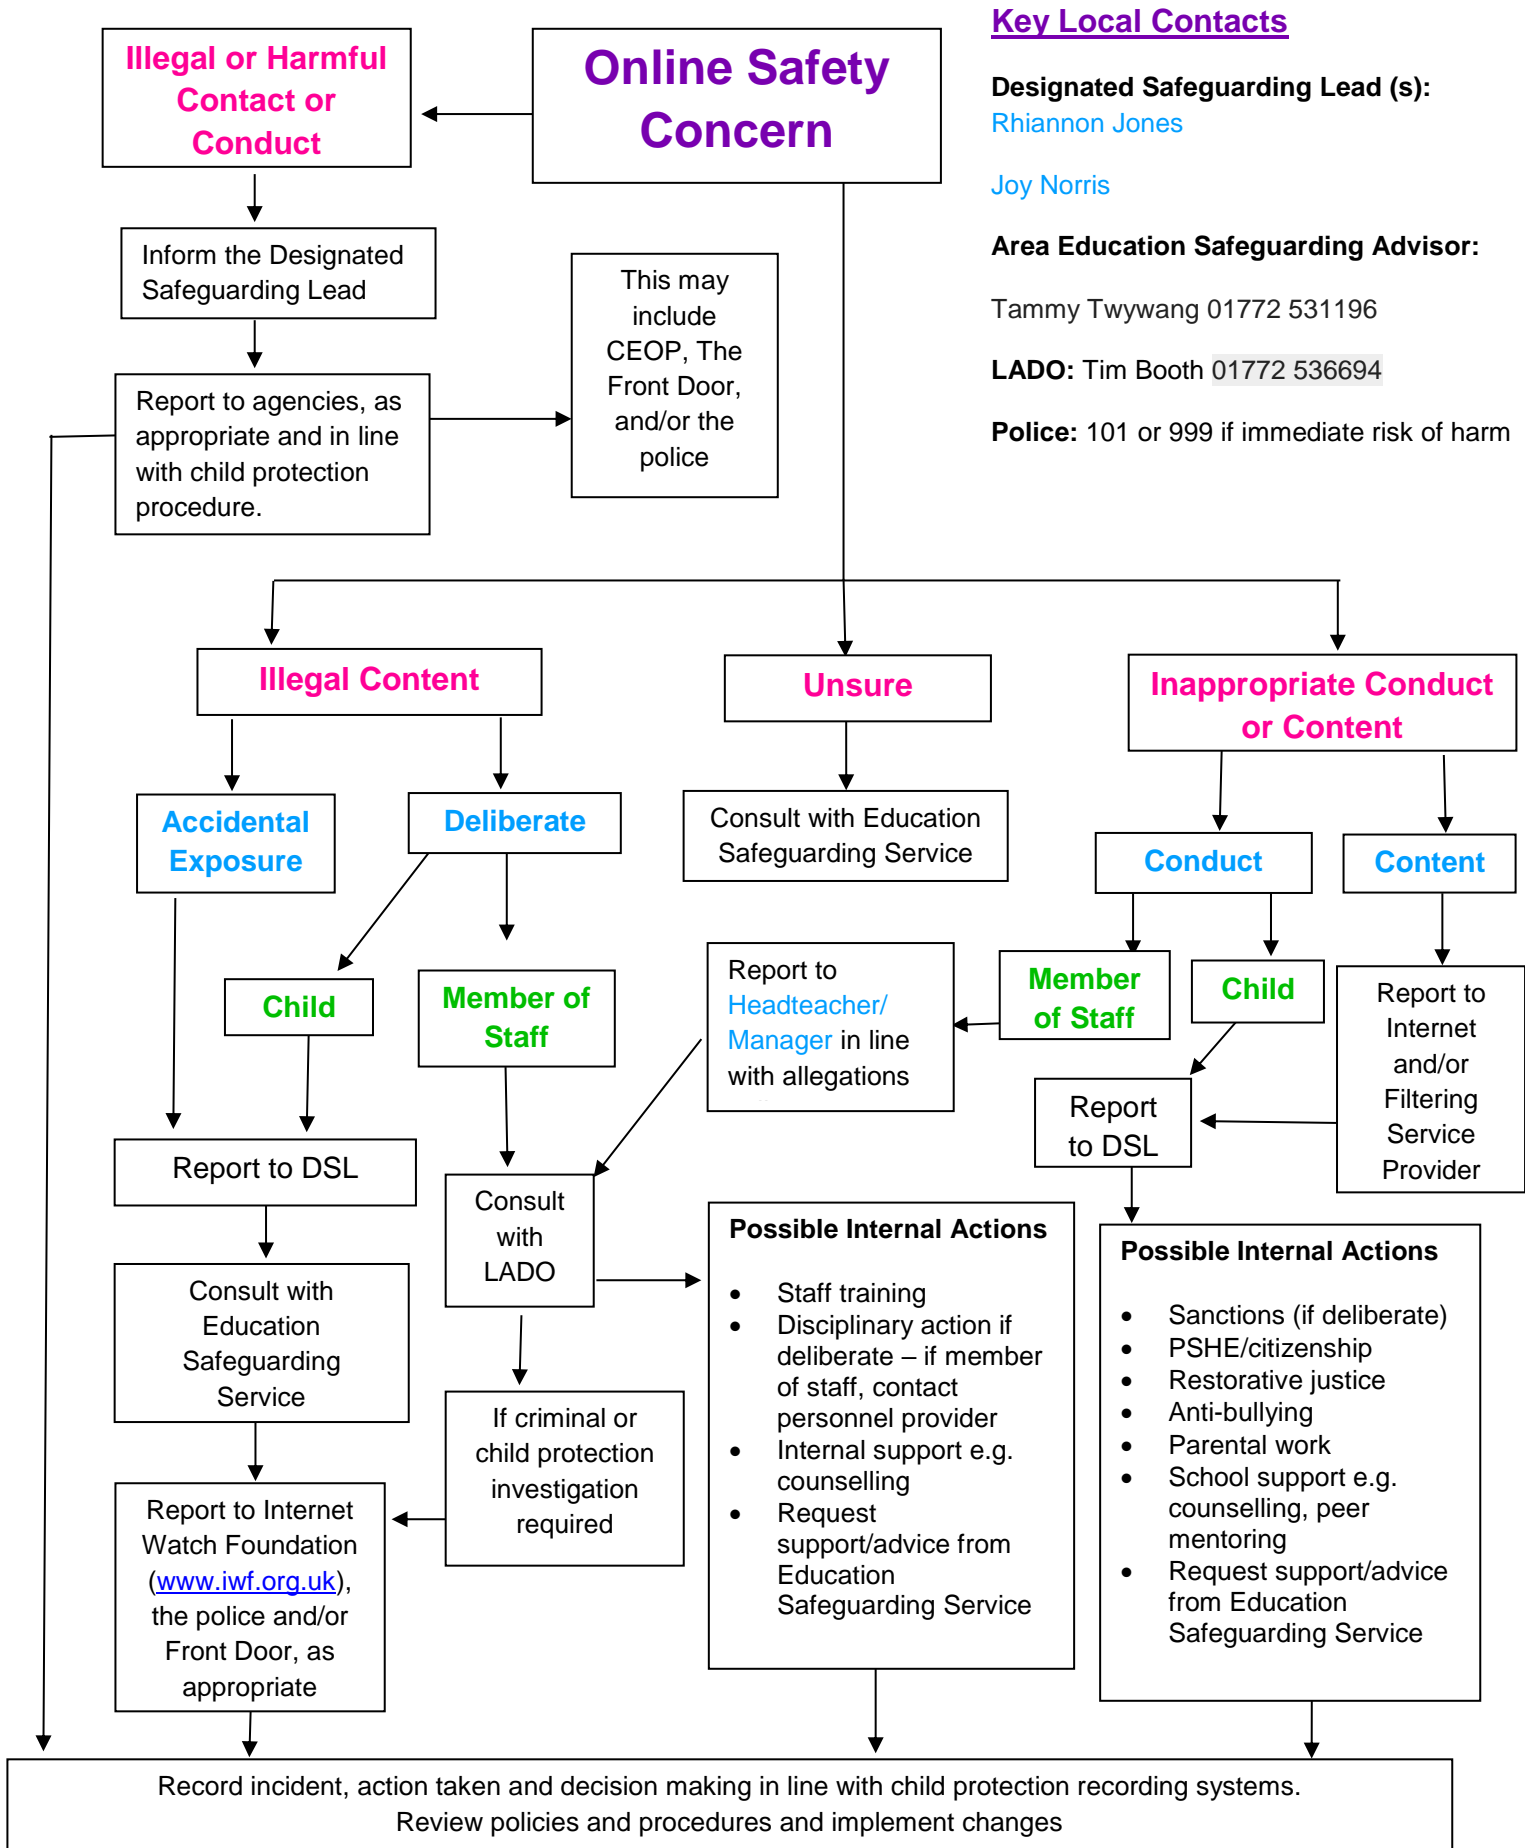 Key Local Contacts
Illegal or Harmful
Contact or
Conduct
Online Safety
Concern
Designated Safeguarding Lead (s):
Rhiannon Jones
Joy Norris
Area Education Safeguarding Advisor:
Tammy Twywang 01772 531196
LADO: Tim Booth 01772 536694
Police: 101 or 999 if immediate risk of harm
Inform the Designated
Safeguarding Lead
This may
include
CEOP, The
Front Door,
and/or the
police
Report to agencies, as
appropriate and in line
with child protection
procedure.
Illegal Content
Unsure
Inappropriate Conduct
or Content
Accidental
Exposure
Deliberate
Consult with Education
Safeguarding Service
Conduct
Content
Child
Member of
Staff
Report to
Headteacher/
Manager in line
with allegations
Member
of Staff
Child
Report to
Internet
and/or
Filtering
Service
Provider
Report to DSL
Report
to DSL
Consult
with
LADO
Consult with
Education
Safeguarding
Service
If criminal or
child protection
investigation
required
Report to Internet
Watch Foundation
(www.iwf.org.uk),
the police and/or
Front Door, as
appropriate
Possible Internal Actions
• Staff training
• Disciplinary action if
deliberate – if member
of staff, contact
personnel provider
• Internal support e.g.
counselling
• Request
support/advice from
Education
Safeguarding Service
Possible Internal Actions
• Sanctions (if deliberate)
• PSHE/citizenship
• Restorative justice
• Anti-bullying
• Parental work
• School support e.g.
counselling, peer
mentoring
• Request support/advice
from Education
Safeguarding Service
Record incident, action taken and decision making in line with child protection recording systems.
Review policies and procedures and implement changes